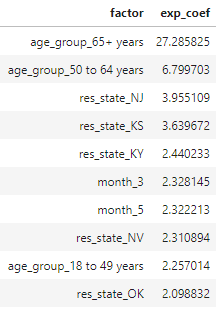 factor exp_coef
age_group_65+ years 27.285825
age_group_50 to 64 years 6.799703
res_state_NJ 3.955109
res_state_KS 3.639672
res_state_KY 2.440233
month_3 2.328145
month_5 2.322213
res_state_NV 2.310894
age_group_18 to 49 years 2.257014
res_state_OK 2.098832